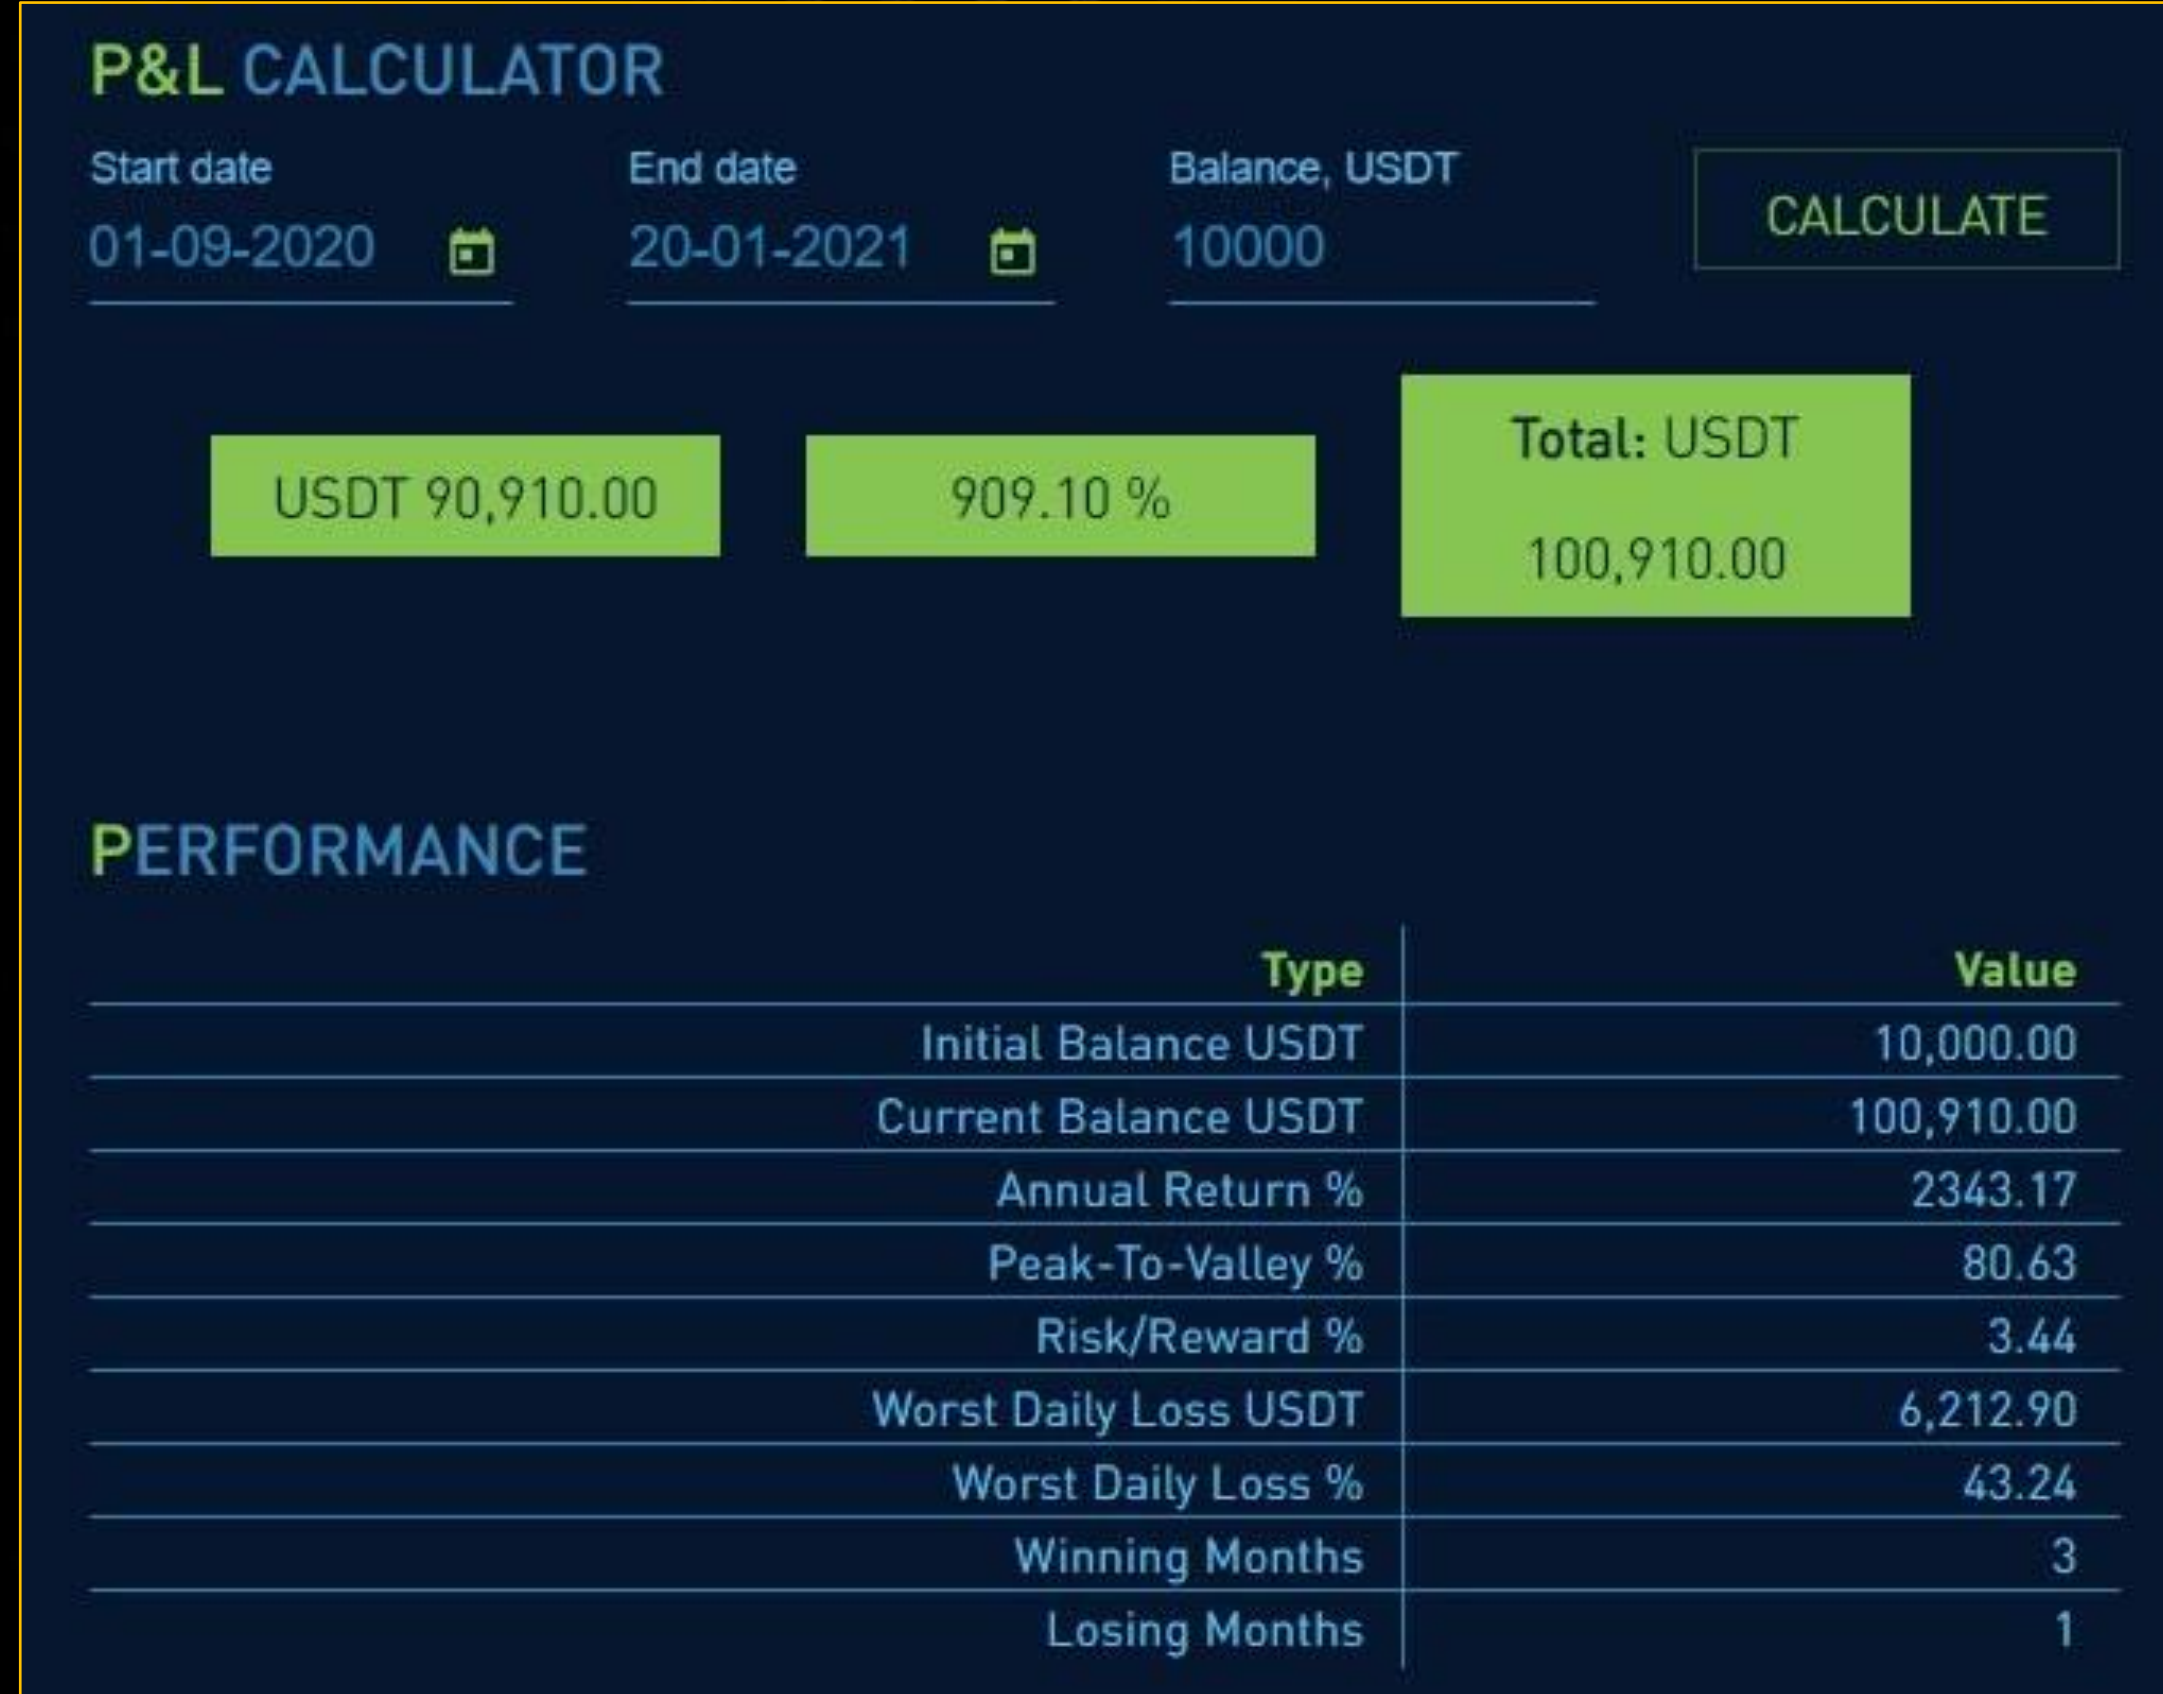 P&L CALCULATOR
Start date End date Balance, USDT
01-09-2020 20-01-2021 10000 CALCULATE
USDT 90,910.00 909.10 % Total: USDT
100,910.00
PERFORMANCE
Type Value
Initial Balance USDT 10,000.00
Current Balance USDT 100,910.00
Annual Return % 2343.17
Peak-To-Valley % 80.63
Risk/Reward % 3.44
Worst Daily Loss USDT 6,212.90
Worst Daily Loss % 43.24
Winning Months 3
Losing Months 1